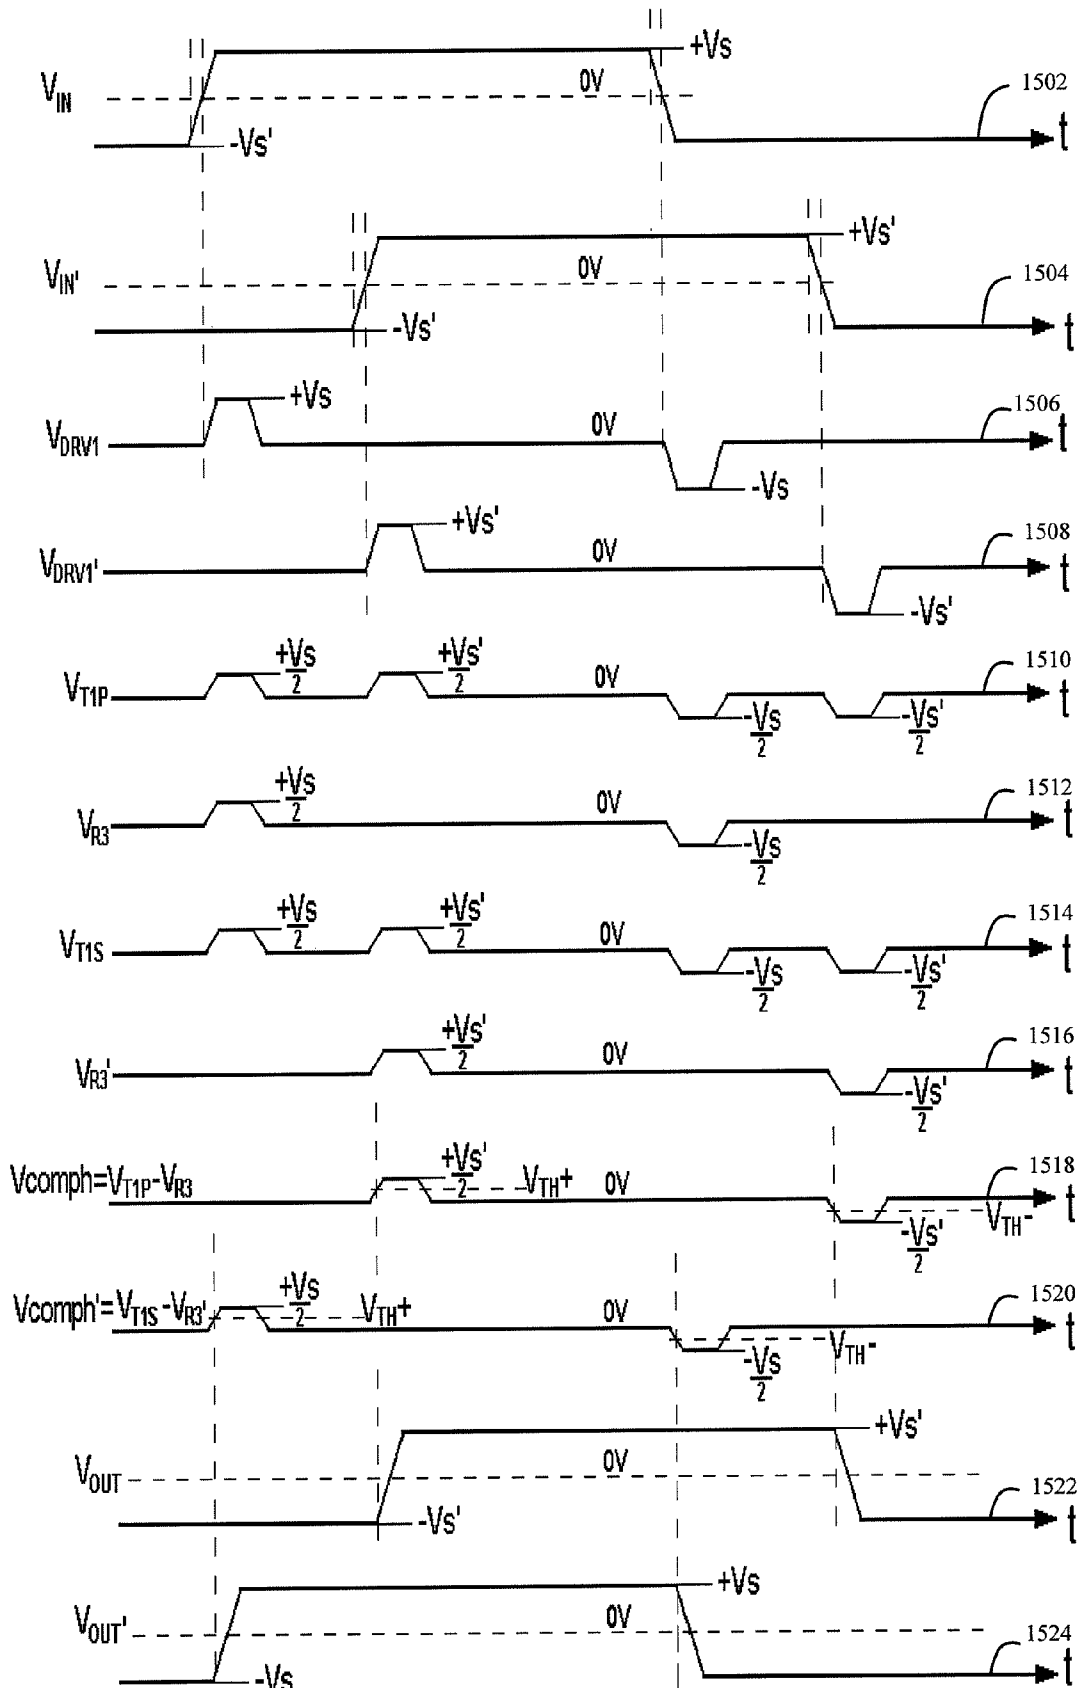 +Vs
V_IN 0V 1502
-Vs' t
+Vs'
V_IN' 0V 1504
-Vs' t
+Vs 1506
V_DRV1 0V t
-Vs
+Vs' 1508
V_DRV1' 0V t
-Vs'
+Vs/2 +Vs'/2 1510
V_T1P 0V t
-Vs/2 -Vs'/2
+Vs/2 0V 1512
V_R3 t
-Vs/2
+Vs/2 +Vs'/2 1514
V_T1S 0V t
-Vs/2 -Vs'/2
+Vs'/2 0V 1516
V_R3' t
-Vs'/2
Vcomph=V_T1P-V_R3 +Vs'/2 V_TH+ 0V 1518
t
-Vs'/2 V_TH-
Vcomph'=V_T1S-V_R3' +Vs/2 V_TH+ 0V 1520
t
-Vs/2 V_TH-
+Vs'
V_OUT 0V 1522
-Vs' t
+Vs
V_OUT' 0V 1524
-Vs t